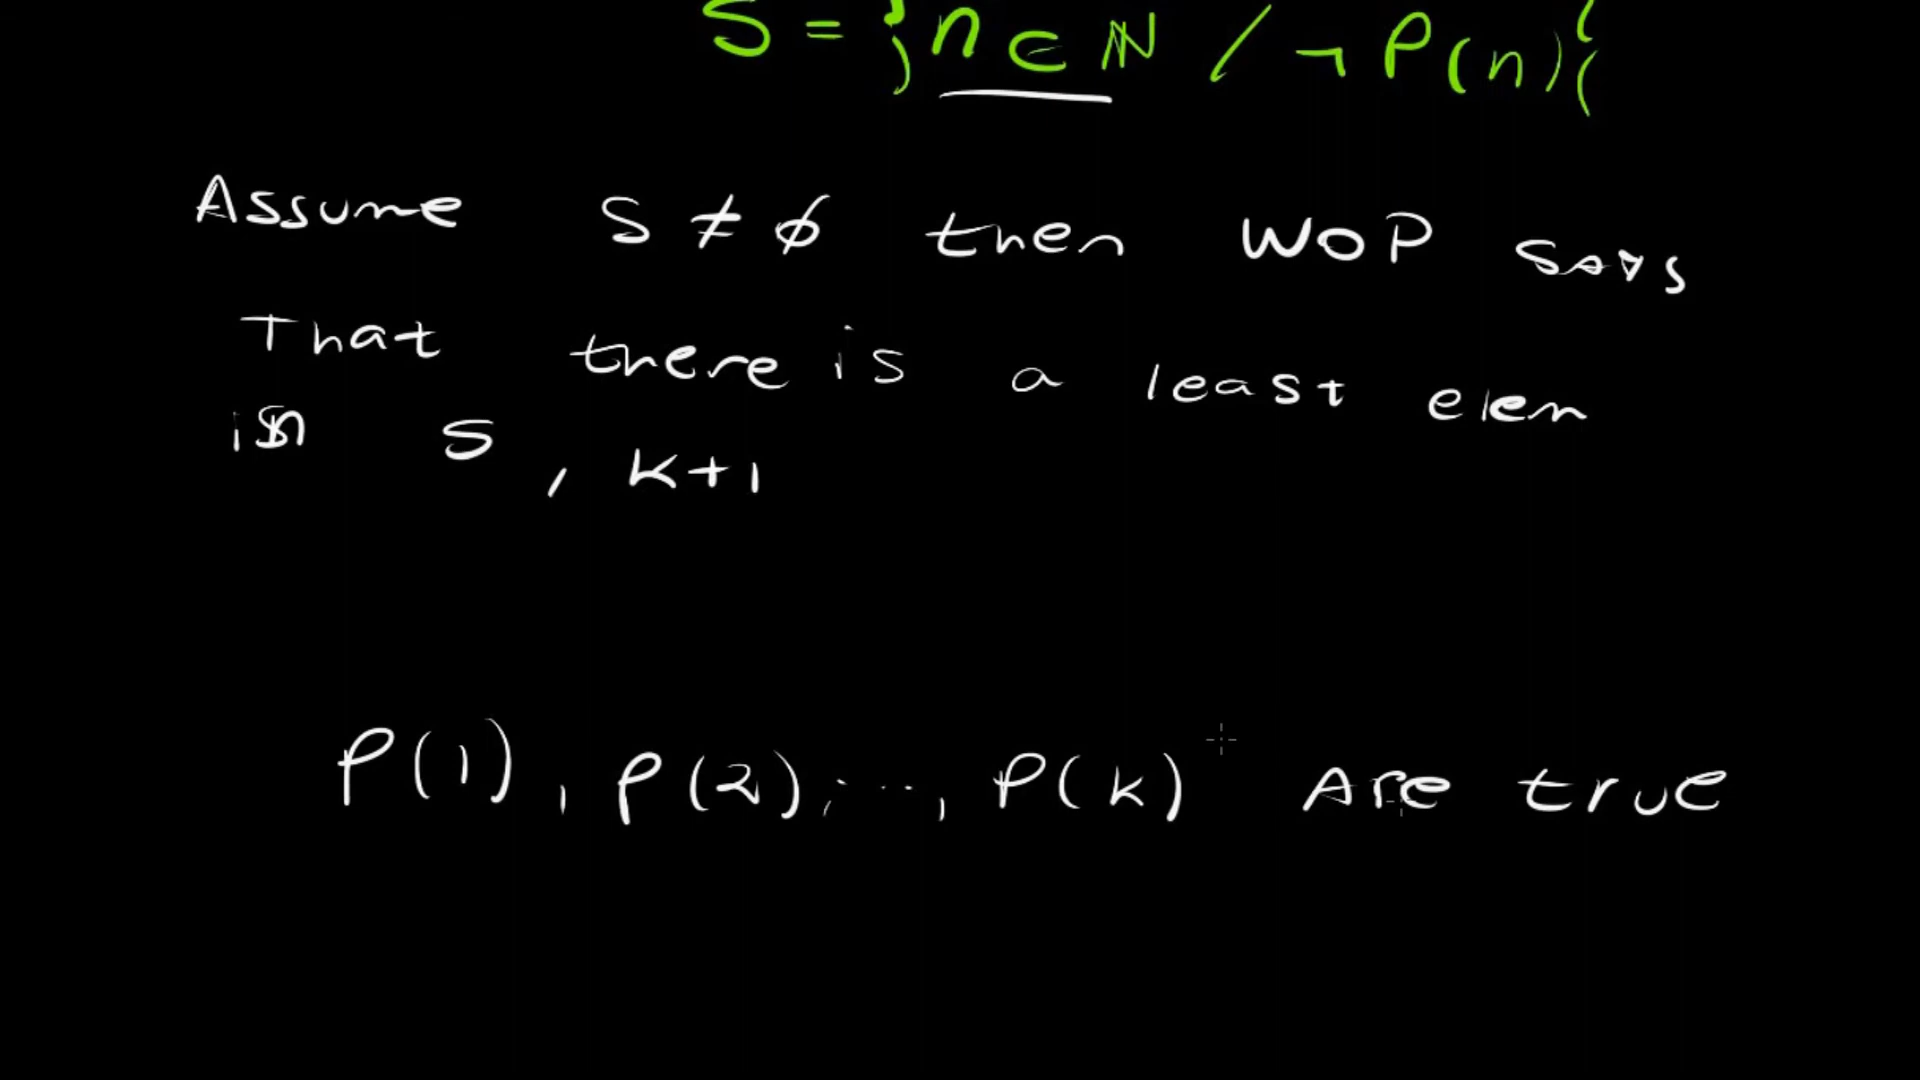 S = }n ∈ ℕ / ¬ P(n){
Assume S ≠ ∅ then WOP says
That there is a least elem
in S, k+1
P(1), P(2), ..., P(k) Are true